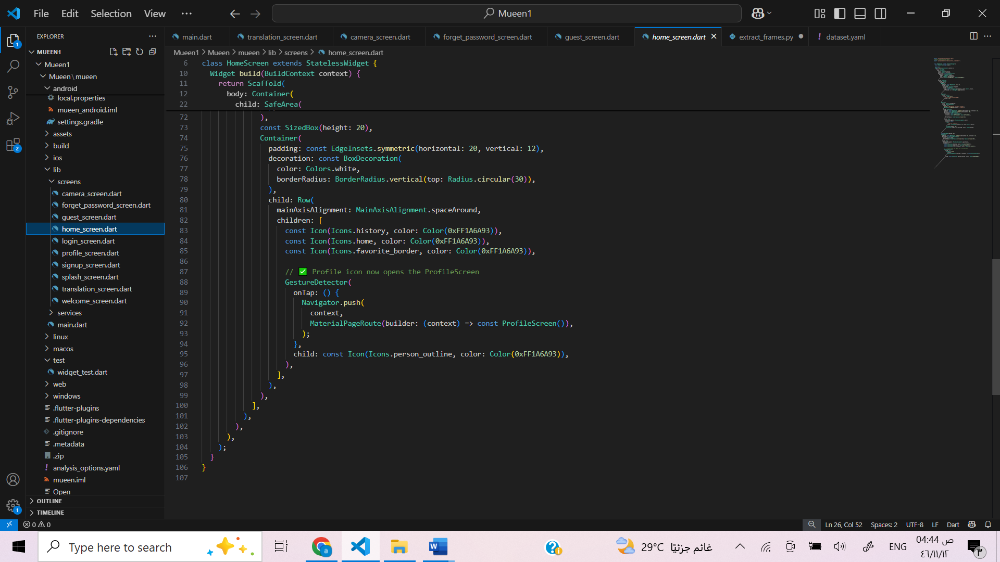 File Edit Selection View ···
Mueen1
EXPLORER
MUEEN1
Mueen1
Mueen\mueen
android
local.properties
mueen_android.iml
settings.gradle
assets
build
ios
lib
screens
camera_screen.dart
forget_password_screen.dart
guest_screen.dart
home_screen.dart
login_screen.dart
profile_screen.dart
signup_screen.dart
splash_screen.dart
translation_screen.dart
welcome_screen.dart
services
main.dart
linux
macos
test
widget_test.dart
web
windows
.flutter-plugins
.flutter-plugins-dependencies
.gitignore
.metadata
.zip
analysis_options.yaml
mueen.iml
Open
OUTLINE
TIMELINE
main.dart translation_screen.dart camera_screen.dart forget_password_screen.dart guest_screen.dart home_screen.dart extract_frames.py dataset.yaml
Mueen1 > Mueen > mueen > lib > screens > home_screen.dart
6 class HomeScreen extends StatelessWidget {
10 Widget build(BuildContext context) {
11 return Scaffold(
12 body: Container(
22 child: SafeArea(
72 ),
73 const SizedBox(height: 20),
74 Container(
75 padding: const EdgeInsets.symmetric(horizontal: 20, vertical: 12),
76 decoration: const BoxDecoration(
77 color: Colors.white,
78 borderRadius: BorderRadius.vertical(top: Radius.circular(30)),
79 ),
80 child: Row(
81 mainAxisAlignment: MainAxisAlignment.spaceAround,
82 children: [
83 const Icon(Icons.history, color: Color(0xFF1A6A93)),
84 const Icon(Icons.home, color: Color(0xFF1A6A93)),
85 const Icon(Icons.favorite_border, color: Color(0xFF1A6A93)),
86
87 // ✅ Profile icon now opens the ProfileScreen
88 GestureDetector(
89 onTap: () {
90 Navigator.push(
91 context,
92 MaterialPageRoute(builder: (context) => const ProfileScreen()),
93 );
94 },
95 child: const Icon(Icons.person_outline, color: Color(0xFF1A6A93)),
96 ),
97 ],
98 ),
99 ),
100 ],
101 ),
102 ),
103 ),
104 );
105 }
106 }
107
0 0 Ln 26, Col 52 Spaces: 2 UTF-8 LF Dart
Type here to search
29°C غائم جزئيًا
ENG
04:44 ص
٤٦/١١/١٢
٣